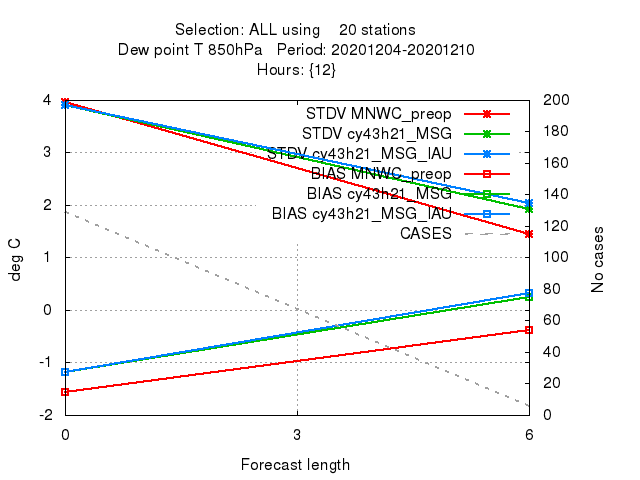 Selection: ALL using    20 stations
Dew point T 850hPa   Period: 20201204-20201210
Hours: {12}
4 200
STDV MNWC_preop
180
STDV cy43h21_MSG
3 STDV cy43h21_MSG_IAU 160
BIAS MNWC_preop
140
BIAS cy43h21_MSG
2 BIAS cy43h21_MSG_IAU 120
CASES
1 100
deg C
No cases
80
0
60
-1 40
20
-2 0
0 3 6
Forecast length